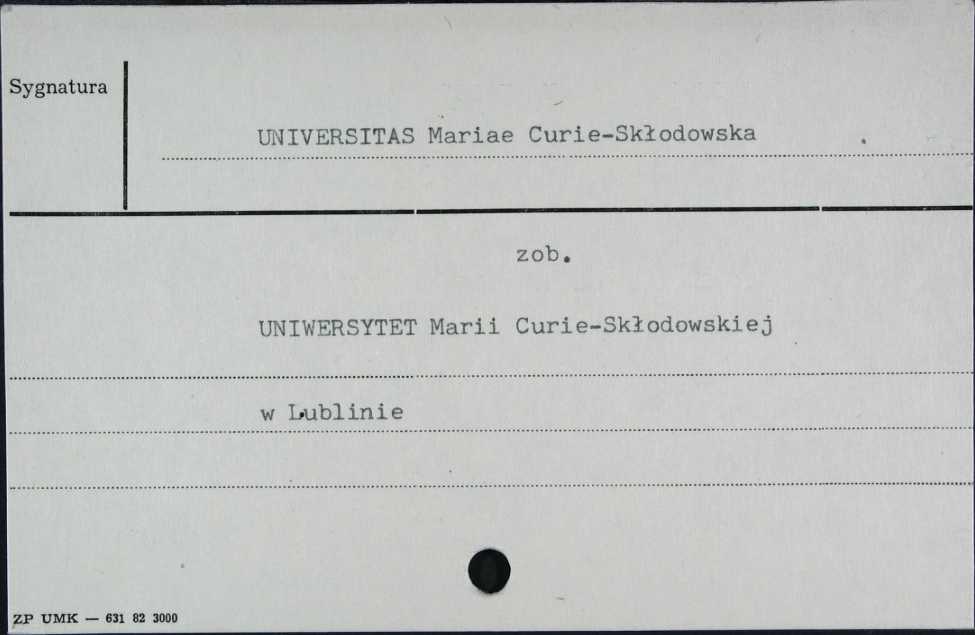 Sygnatura
UNIVERSITAS Mariae Curie-Skłodowska
zob.
UNIWERSYTET Marii Curie-Skłodowskiej
w Lublinie
ZP UMK — 631 82 3000